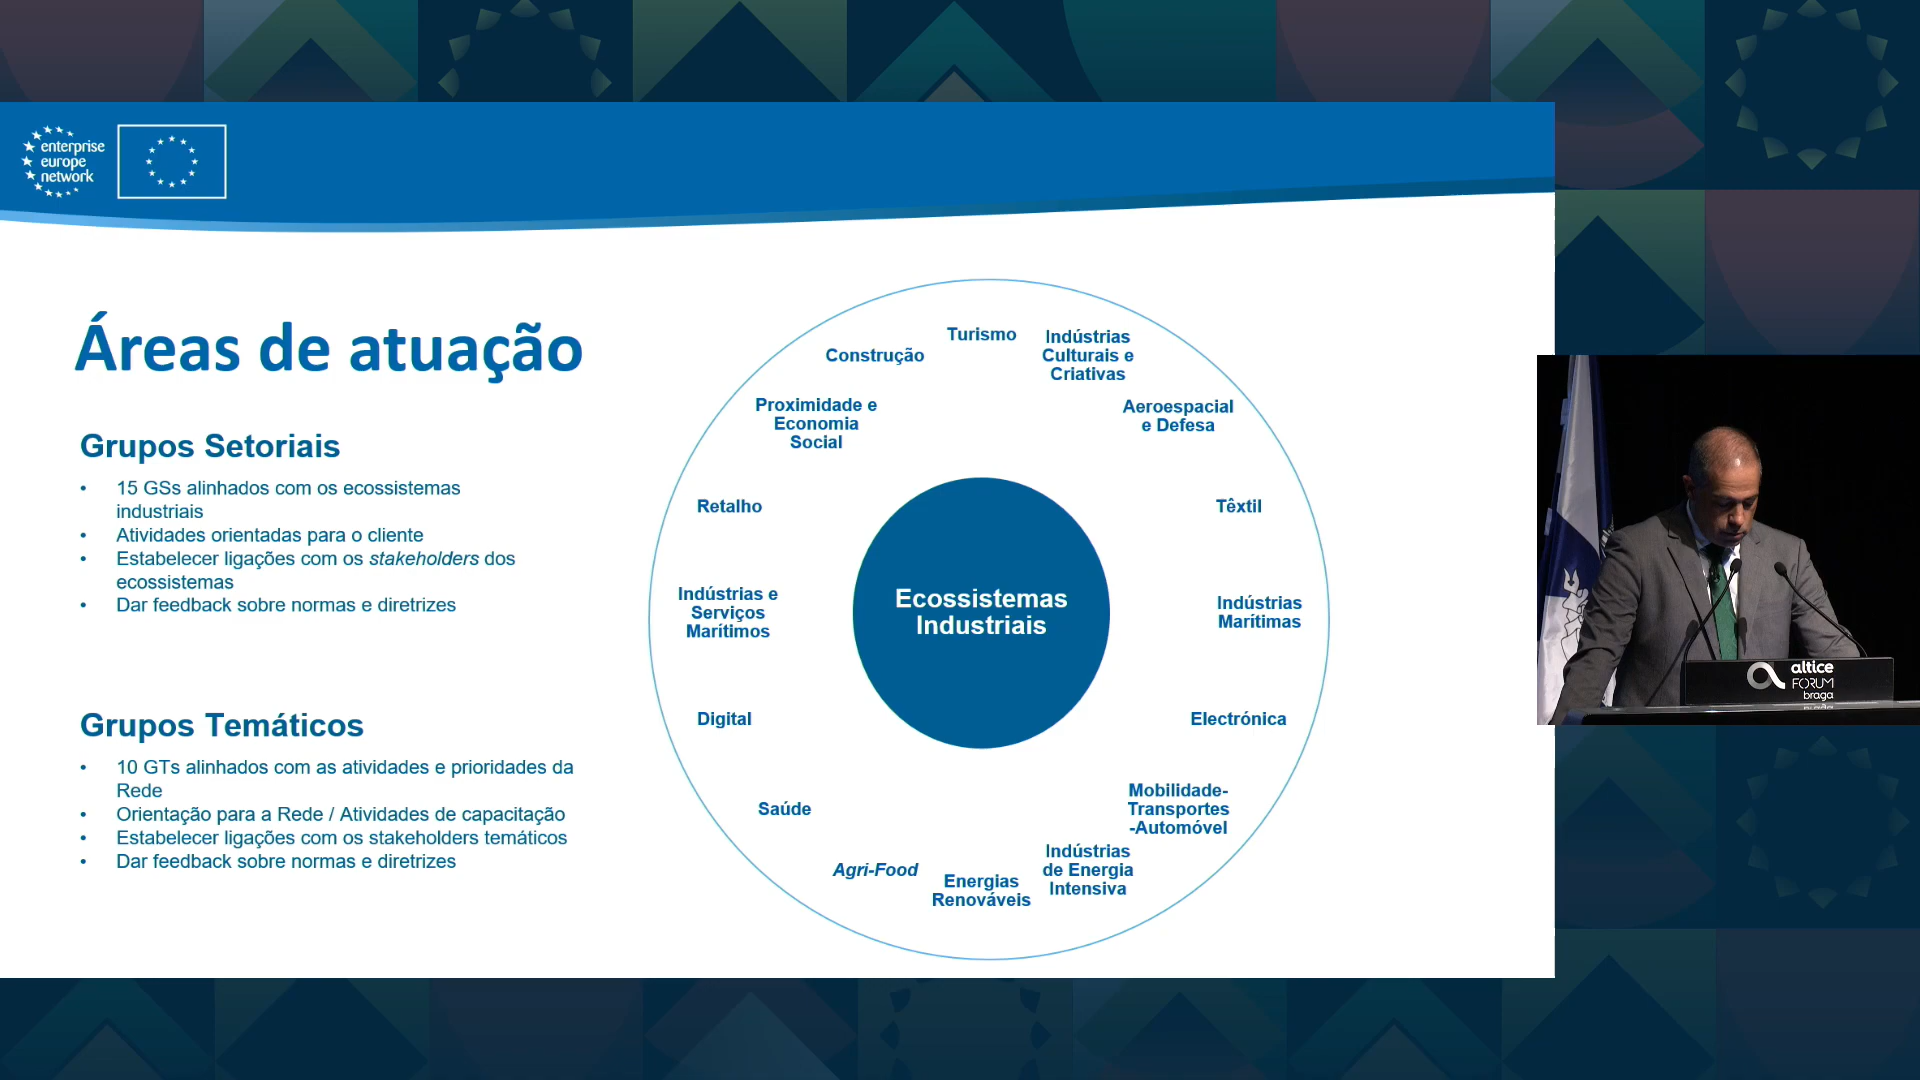 enterprise
europe
network
Áreas de atuação
Grupos Setoriais
• 15 GSs alinhados com os ecossistemas
industriais
• Atividades orientadas para o cliente
• Estabelecer ligações com os stakeholders dos
ecossistemas
• Dar feedback sobre normas e diretrizes
Grupos Temáticos
• 10 GTs alinhados com as atividades e prioridades da
Rede
• Orientação para a Rede / Atividades de capacitação
• Estabelecer ligações com os stakeholders temáticos
• Dar feedback sobre normas e diretrizes
Turismo
Indústrias
Culturais e
Criativas
Aeroespacial
e Defesa
Têxtil
Indústrias
Marítimas
Electrónica
Mobilidade-
Transportes
-Automóvel
Indústrias
de Energia
Intensiva
Energias
Renováveis
Agri-Food
Saúde
Digital
Indústrias e
Serviços
Marítimos
Retalho
Proximidade e
Economia
Social
Construção
Ecossistemas
Industriais
altice
FORUM
braga